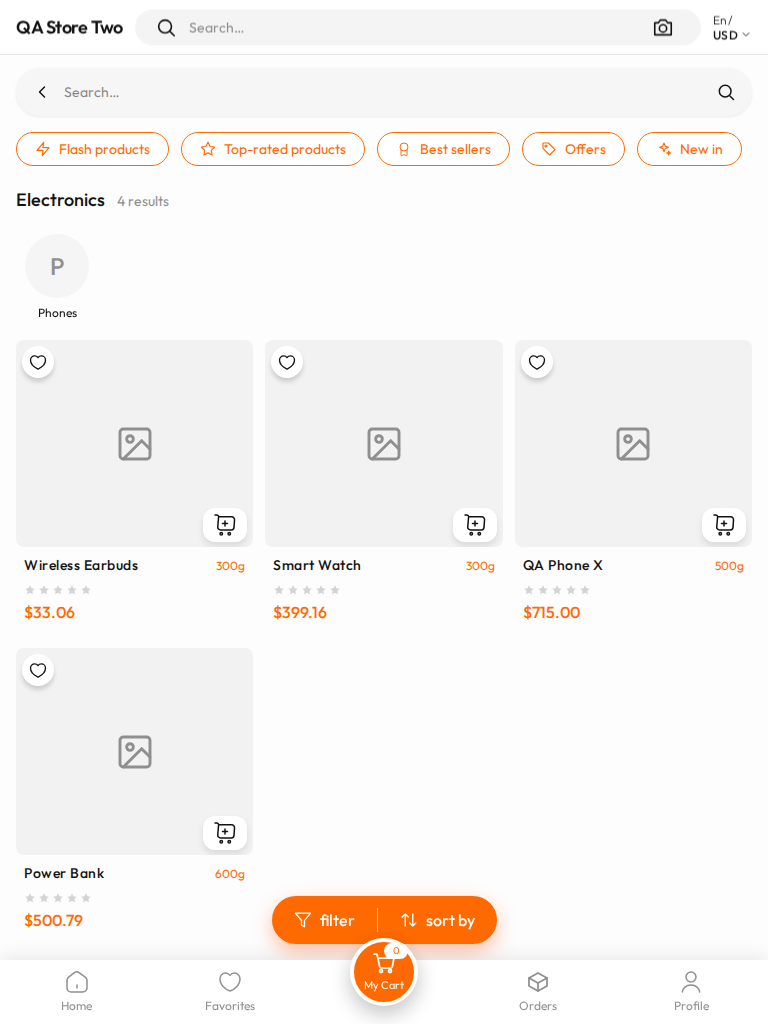 QA Store Two
Search...
En/
USD
Search...
Flash products
Top-rated products
Best sellers
Offers
New in
Electronics 4 results
P
Phones
Wireless Earbuds 300g
$33.06
Smart Watch 300g
$399.16
QA Phone X 500g
$715.00
Power Bank 600g
$500.79
filter
sort by
0
My Cart
Home
Favorites
Orders
Profile